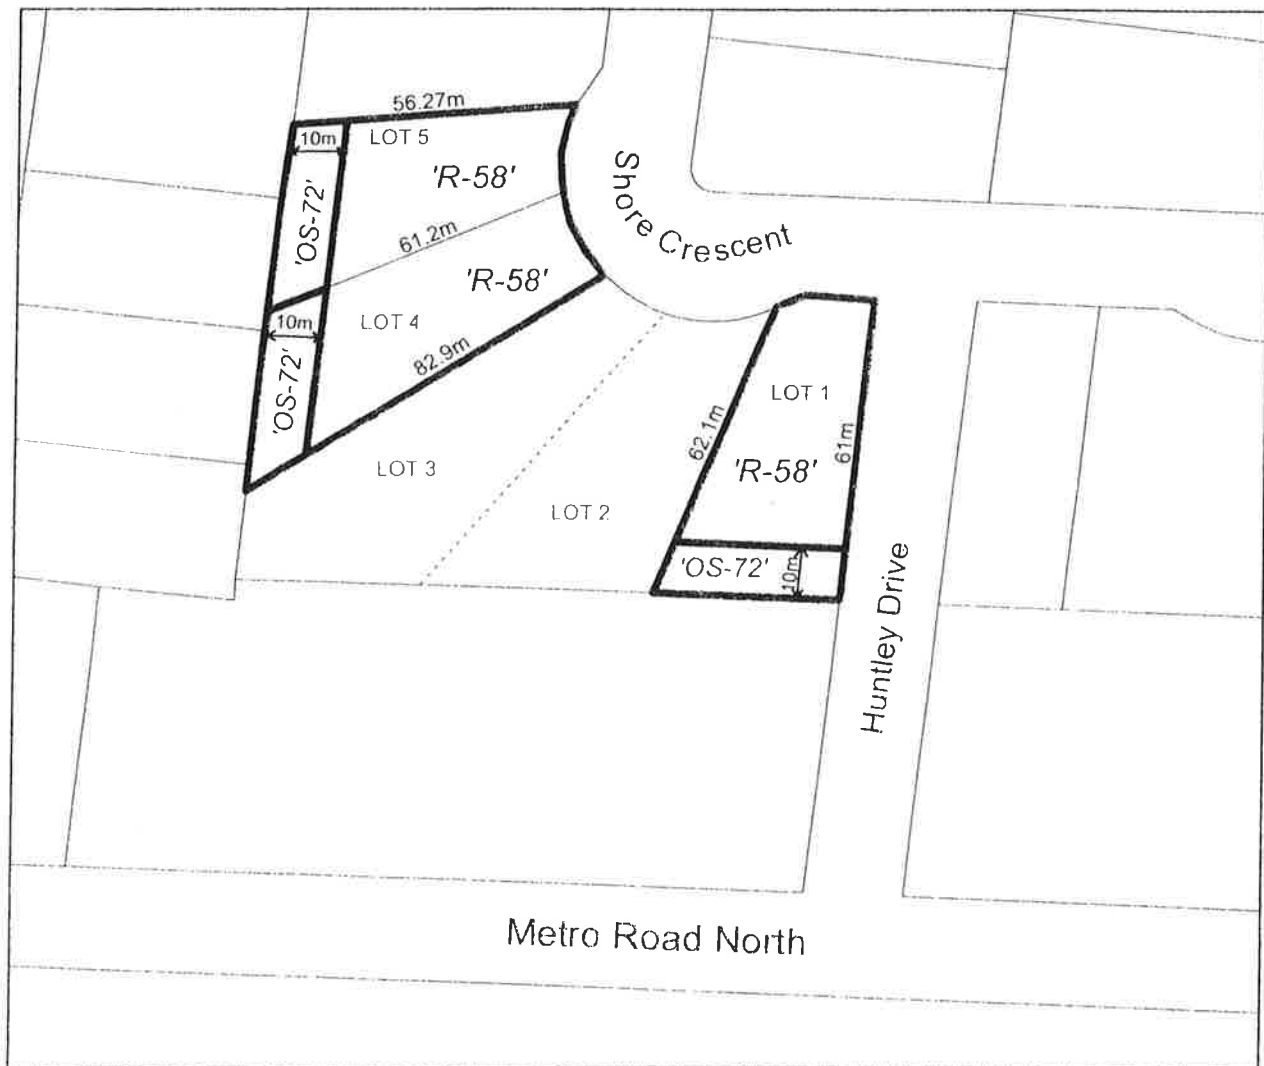 56.27m
10m
LOT 5
'R-58'
'OS-72'
61.2m
'R-58'
10m
LOT 4
'OS-72'
82.9m
LOT 3
LOT 2
Shore Crescent
LOT 1
62.1m
61m
'R-58'
'OS-72'
10m
Huntley Drive
Metro Road North